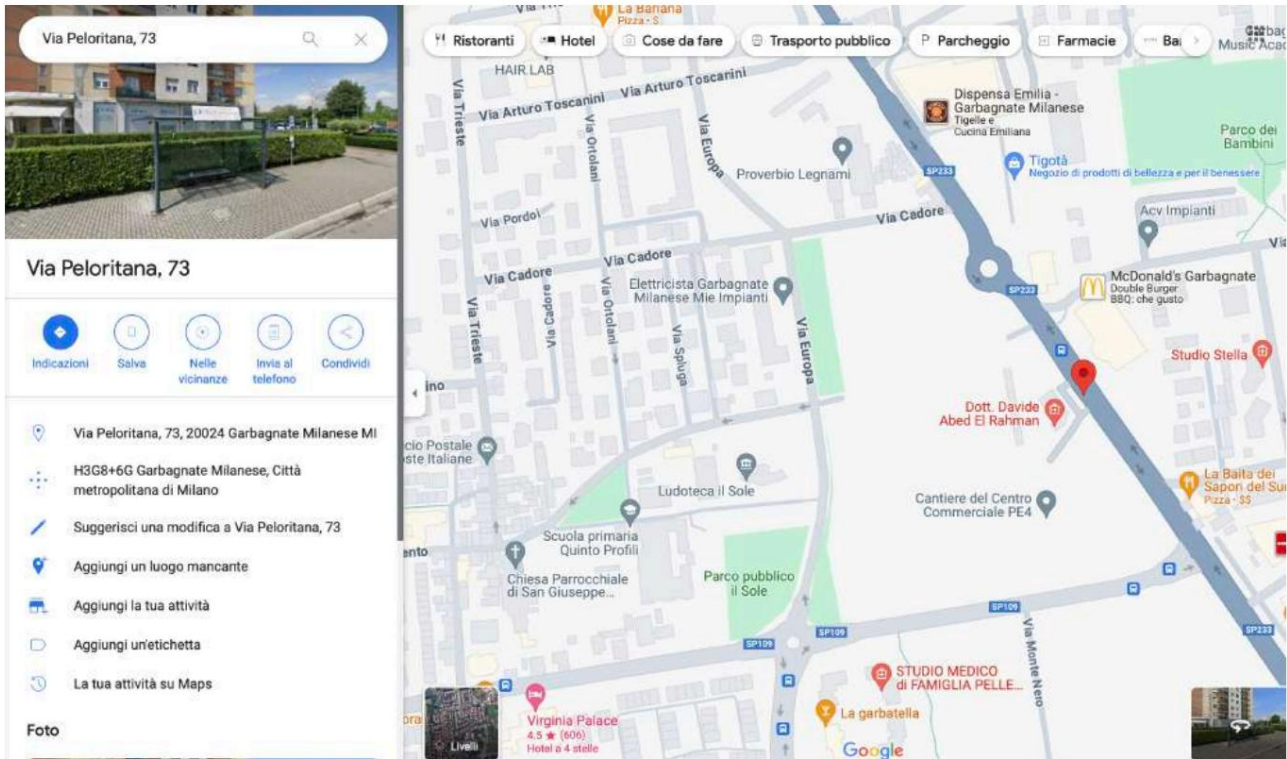 Via Peloritana, 73
Via Peloritana, 73
Indicazioni
Salva
Nelle
vicinanze
Invia al
telefono
Condividi
Via Peloritana, 73, 20024 Garbagnate Milanese MI
H3G8+6G Garbagnate Milanese, Città
metropolitana di Milano
Suggerisci una modifica a Via Peloritana, 73
Aggiungi un luogo mancante
Aggiungi la tua attività
Aggiungi un'etichetta
La tua attività su Maps
Foto
La Bariana
Pizza · $
Ristoranti
Hotel
Cose da fare
Trasporto pubblico
Parcheggio
Farmacie
HAIR LAB
Via Trieste
Via Arturo Toscanini
Via Arturo Toscanini
Via Ortolani
Via Europa
Proverbio Legnami
Dispensa Emilia -
Garbagnate Milanese
Tigelle e
Cucina Emiliana
Parco dei
Bambini
SP233
Tigotà
Negozio di prodotti di bellezza e per il benessere
Via Pordoi
Via Cadore
Acv Impianti
Via Cadore
Via Cadore
Elettricista Garbagnate
Milanese Mie Impianti
McDonald's Garbagnate
Double Burger
BBQ: che gusto
SP233
Via Trieste
Via Capdera
Via Ortolani
Via Spluga
Via Europa
Studio Stella
ino
Dott. Davide
Abed El Rahman
cio Postale
ste Italiane
Ludoteca il Sole
La Baita dei
Sapori del Su
Pizza · $$
Cantiere del Centro
Commerciale PE4
Scuola primaria
Quinto Profili
ento
Chiesa Parrocchiale
di San Giuseppe...
Parco pubblico
il Sole
SP109
SP109
SP109
SP233
Via Monte Nero
STUDIO MEDICO
di FAMIGLIA PELLE...
Virginia Palace
4,5 ★ (606)
Hotel a 4 stelle
La garbatella
Livelli
Google